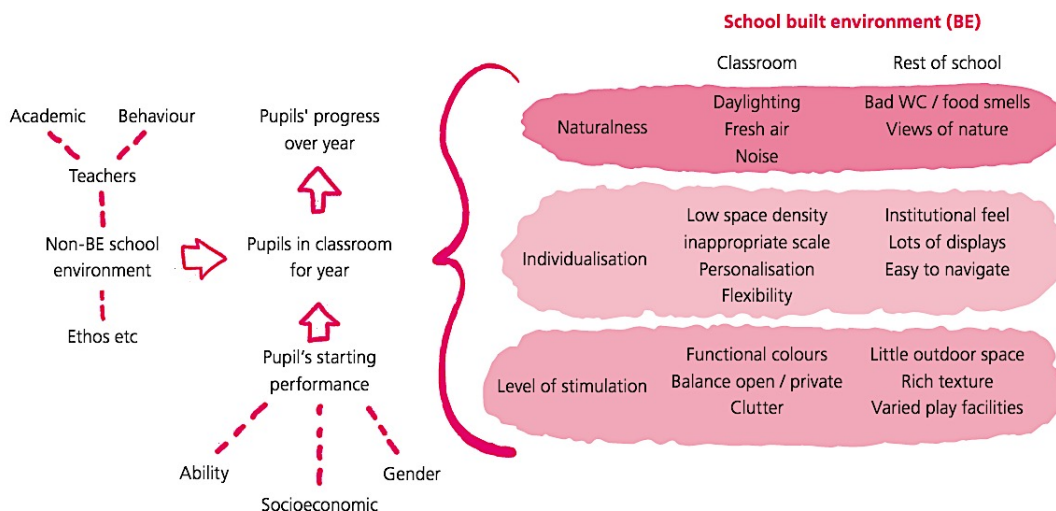 School built environment (BE)
Classroom
Rest of school
Academic
Behaviour
Teachers
Non-BE school
environment
Ethos etc
Pupils' progress
over year
Pupils in classroom
for year
Pupil's starting
performance
Ability
Socioeconomic
Gender
Naturalness
Daylighting
Fresh air
Noise
Bad WC / food smells
Views of nature
Individualisation
Low space density
inappropriate scale
Personalisation
Flexibility
Institutional feel
Lots of displays
Easy to navigate
Level of stimulation
Functional colours
Balance open / private
Clutter
Little outdoor space
Rich texture
Varied play facilities